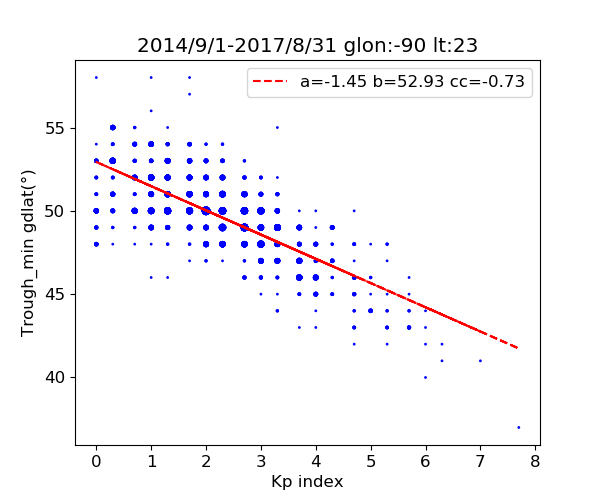 2014/9/1-2017/8/31 glon:-90 lt:23
a=-1.45 b=52.93 cc=-0.73
Trough_min gdlat(°)
55
50
45
40
0 1 2 3 4 5 6 7 8
Kp index